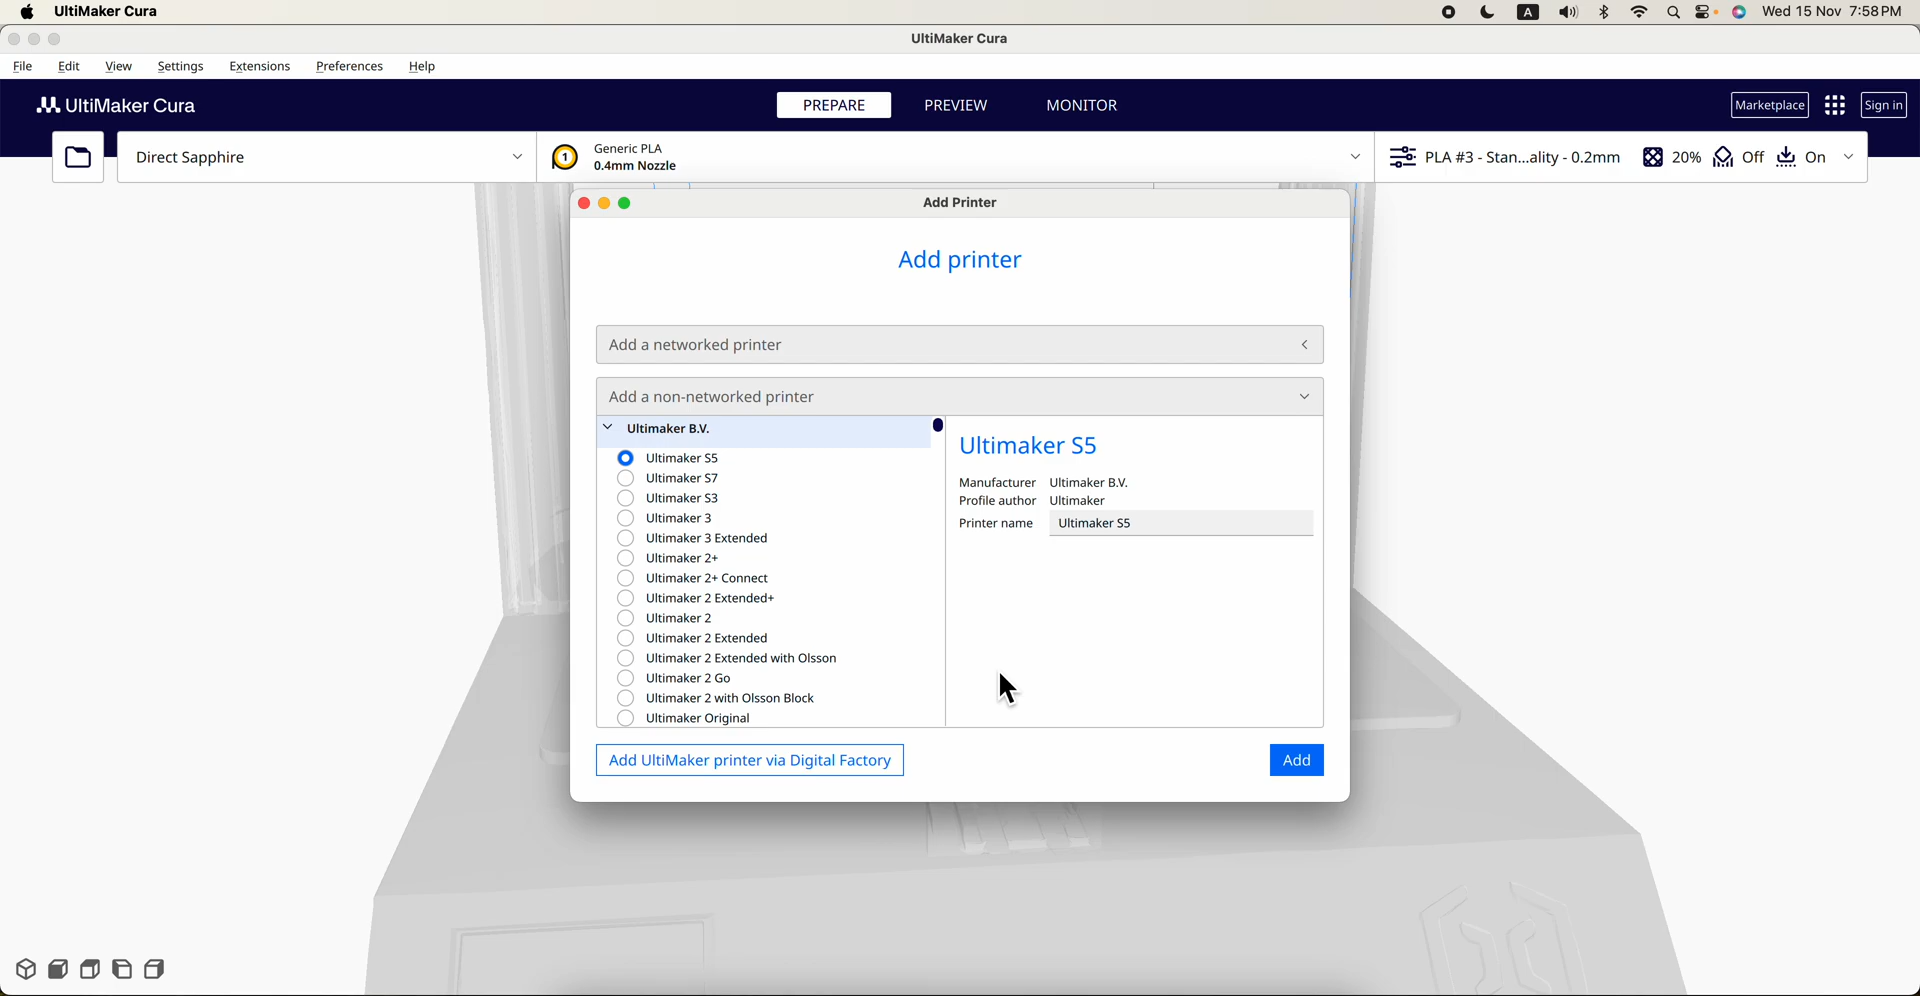 UltiMaker Cura
A
Wed 15 Nov 7:58 PM
UltiMaker Cura
File Edit View Settings Extensions Preferences Help
UltiMaker Cura
PREPARE PREVIEW MONITOR
Marketplace
Sign in
Direct Sapphire
1
Generic PLA
0.4mm Nozzle
PLA #3 - Stan...ality - 0.2mm
20%
Off
On
Add Printer
Add printer
Add a networked printer
Add a non-networked printer
Ultimaker B.V.
Ultimaker S5
Ultimaker S7
Ultimaker S3
Ultimaker 3
Ultimaker 3 Extended
Ultimaker 2+
Ultimaker 2+ Connect
Ultimaker 2 Extended+
Ultimaker 2
Ultimaker 2 Extended
Ultimaker 2 Extended with Olsson
Ultimaker 2 Go
Ultimaker 2 with Olsson Block
Ultimaker Original
Ultimaker S5
Manufacturer Ultimaker B.V.
Profile author Ultimaker
Printer name Ultimaker S5
Add UltiMaker printer via Digital Factory
Add